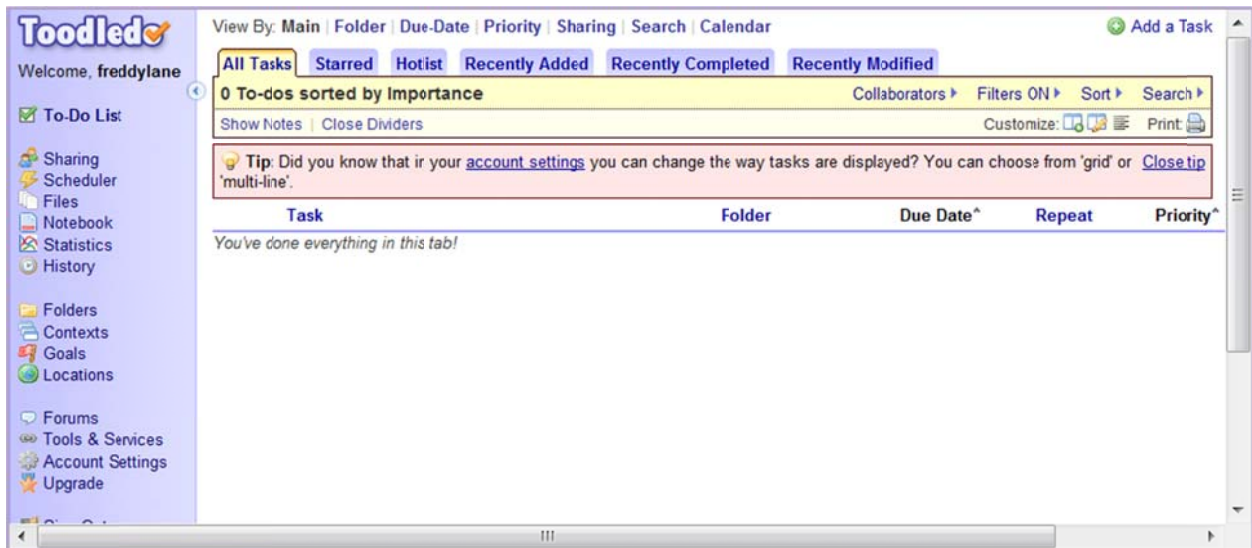 Toodledo
Welcome, freddylane
To-Do List
Sharing
Scheduler
Files
Notebook
Statistics
History
Folders
Contexts
Goals
Locations
Forums
Tools & Services
Account Settings
Upgrade
View By: Main | Folder | Due-Date | Priority | Sharing | Search | Calendar
Add a Task
All Tasks Starred Hotlist Recently Added Recently Completed Recently Modified
0 To-dos sorted by Importance Collaborators Filters ON Sort Search
Show Notes | Close Dividers Customize: Print:
Tip: Did you know that in your account settings you can change the way tasks are displayed? You can choose from 'grid' or Close tip
'multi-line'.
Task Folder Due Date^ Repeat Priority^
You've done everything in this tab!